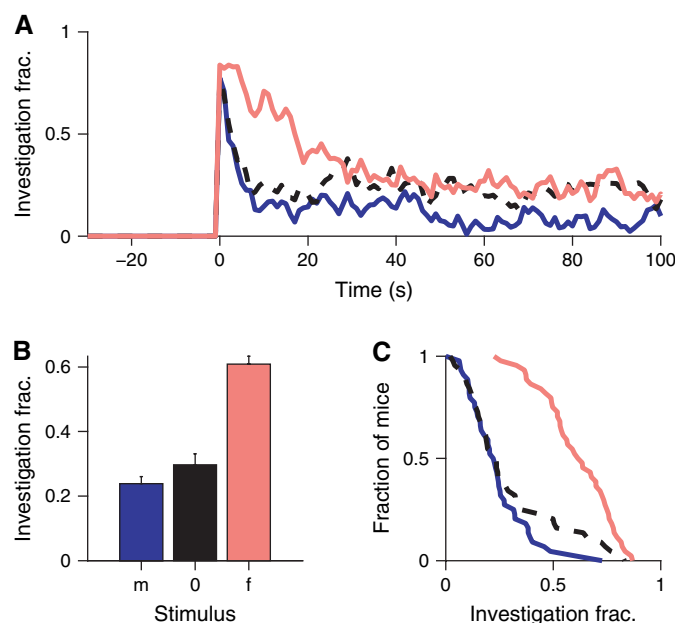 A
Investigation frac.
1
0.5
0
−20
0
20
40
60
80
100
Time (s)
B
Investigation frac.
0.6
0.4
0.2
0
m
0
f
Stimulus
C
Fraction of mice
1
0.5
0
0
0.5
1
Investigation frac.